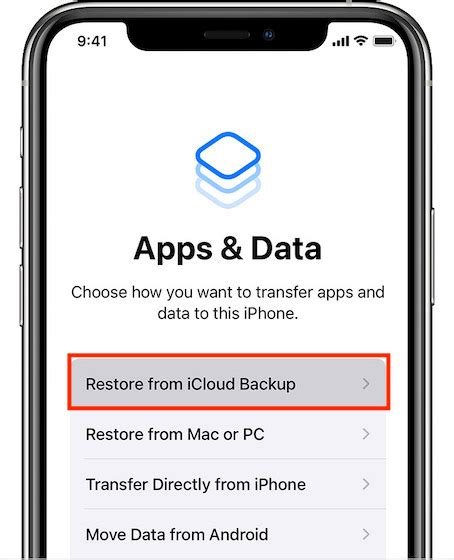 9:41
Apps & Data
Choose how you want to transfer apps and
data to this iPhone.
Restore from iCloud Backup
Restore from Mac or PC
Transfer Directly from iPhone
Move Data from Android